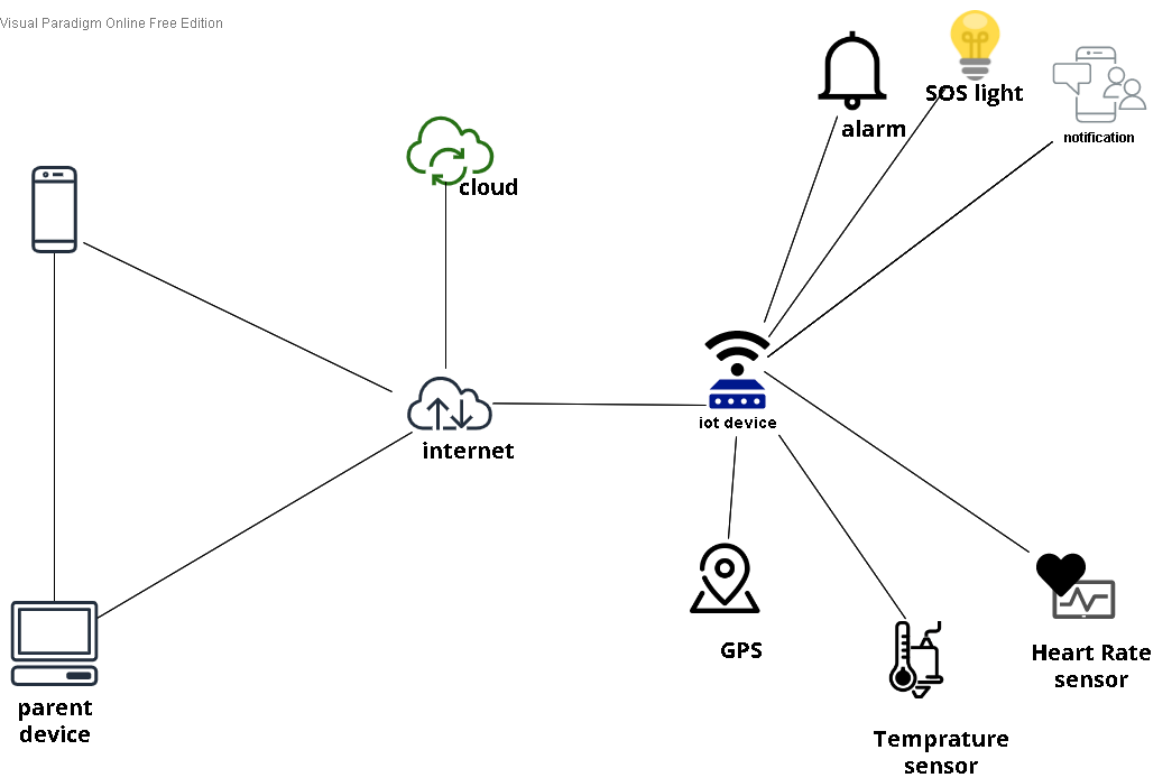 Visual Paradigm Online Free Edition
SOS light
alarm
notification
cloud
iot device
internet
GPS
Heart Rate
sensor
parent
device
Temprature
sensor